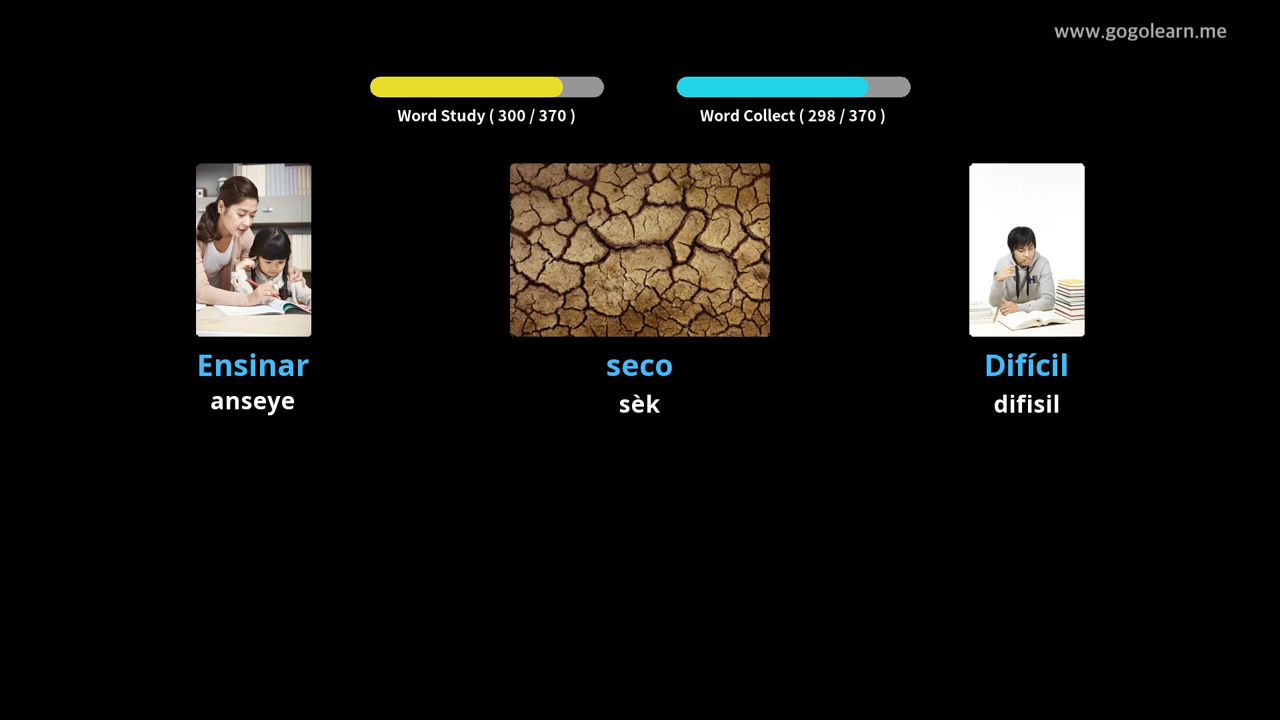 www.gogolearn.me
Word Study ( 300 / 370 )
Word Collect ( 298 / 370 )
Ensinar
anseye
seco
sèk
Difícil
difisil